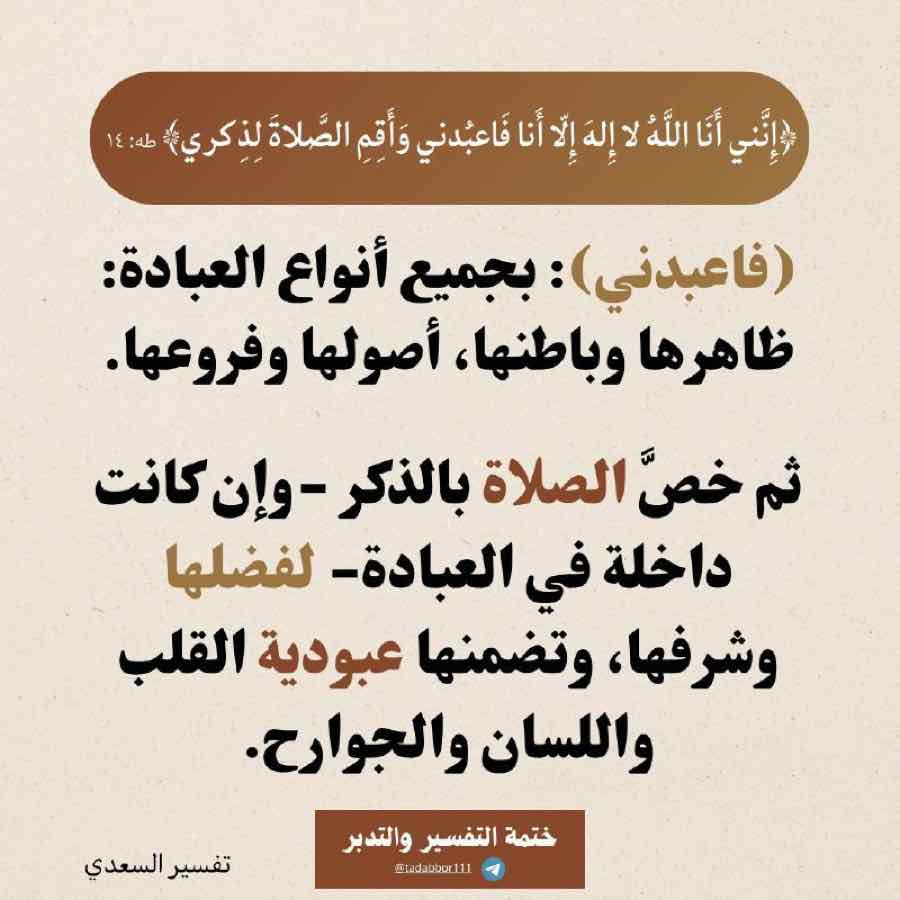 ﴿إِنَّني أَنَا اللَّهُ لا إِلهَ إِلّا أَنا فَاعبُدني وَأَقِمِ الصَّلاةَ لِذِكري﴾ طه: ١٤
(فاعبدني): بجميع أنواع العبادة:
ظاهرها وباطنها، أصولها وفروعها.
ثم خصَّ الصلاة بالذكر -وإن كانت
داخلة في العبادة- لفضلها
وشرفها، وتضمنها عبودية القلب
واللسان والجوارح.
ختمة التفسير والتدبر
@tadabbor111
تفسير السعدي